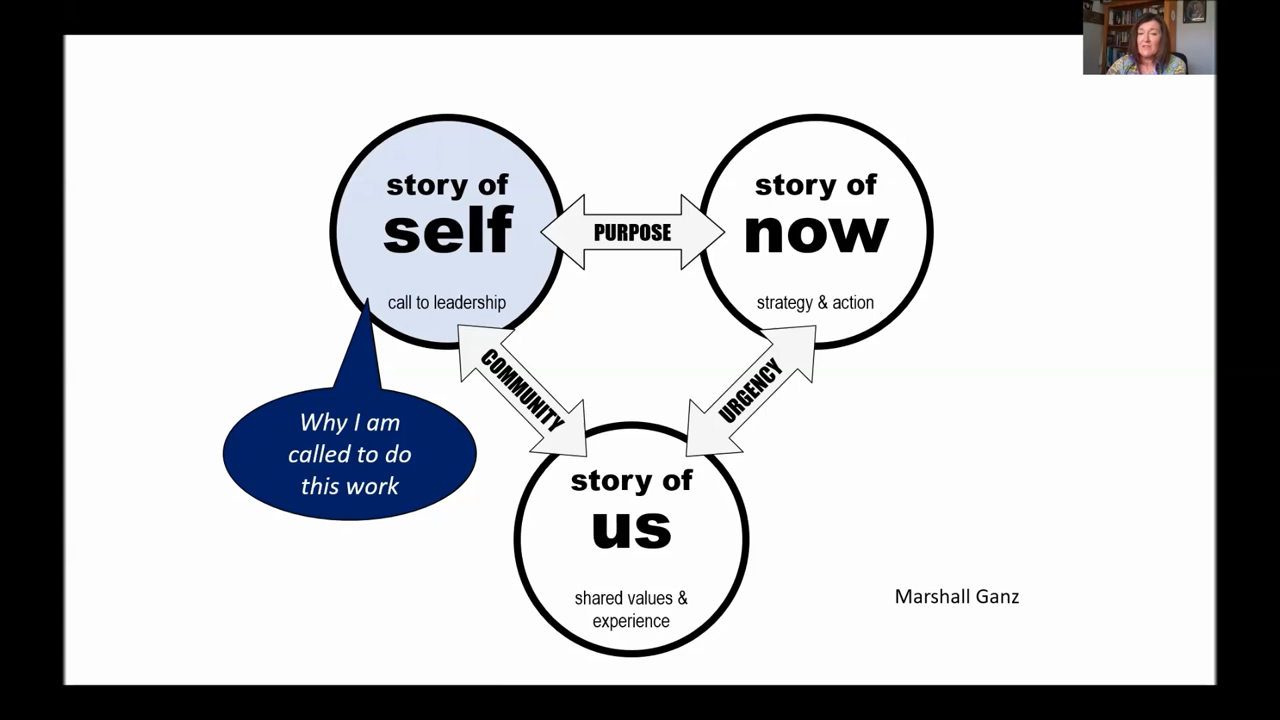 story of
self
call to leadership
PURPOSE
story of
now
strategy & action
COMMUNITY
URGENCY
Why I am
called to do
this work
story of
us
shared values &
experience
Marshall Ganz